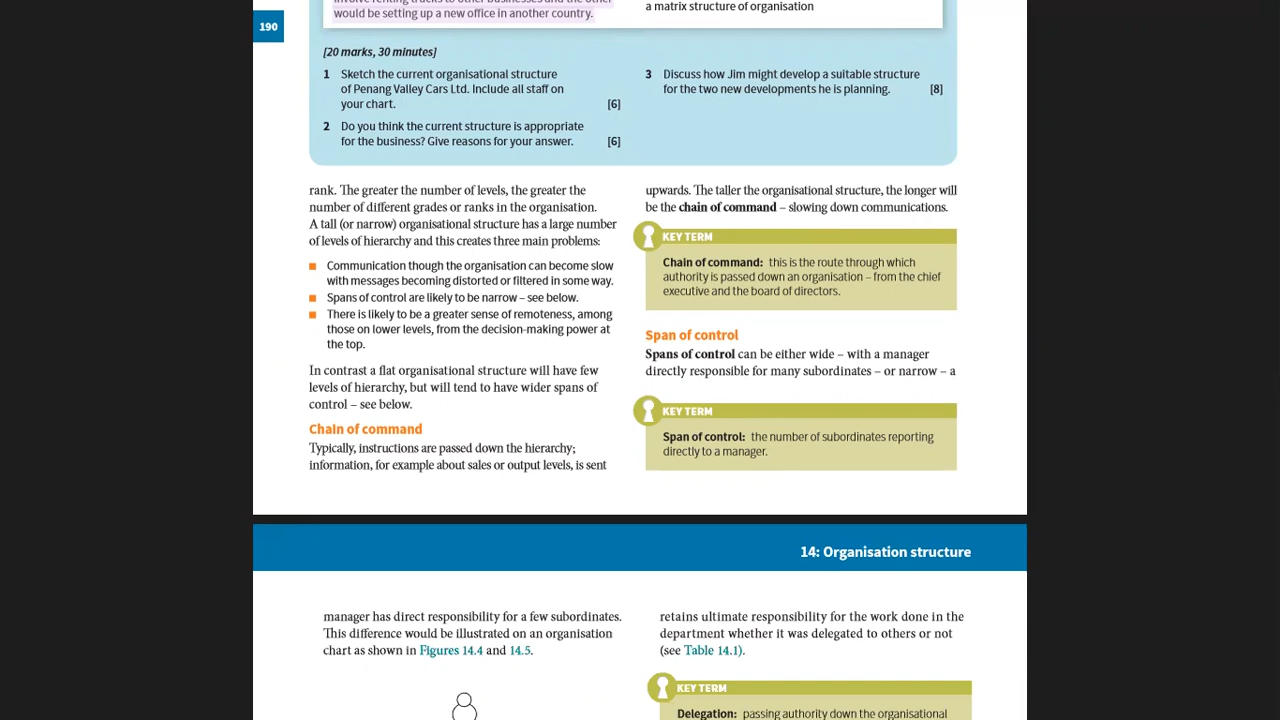 involve renting trucks to other businesses and the other
would be setting up a new office in another country.
a matrix structure of organisation
190
[20 marks, 30 minutes]
1 Sketch the current organisational structure
of Penang Valley Cars Ltd. Include all staff on
your chart. [6]
2 Do you think the current structure is appropriate
for the business? Give reasons for your answer. [6]
3 Discuss how Jim might develop a suitable structure
for the two new developments he is planning. [8]
rank. The greater the number of levels, the greater the
number of different grades or ranks in the organisation.
A tall (or narrow) organisational structure has a large number
of levels of hierarchy and this creates three main problems:
■ Communication though the organisation can become slow
with messages becoming distorted or filtered in some way.
■ Spans of control are likely to be narrow – see below.
■ There is likely to be a greater sense of remoteness, among
those on lower levels, from the decision-making power at
the top.
In contrast a flat organisational structure will have few
levels of hierarchy, but will tend to have wider spans of
control – see below.
Chain of command
Typically, instructions are passed down the hierarchy;
information, for example about sales or output levels, is sent
upwards. The taller the organisational structure, the longer will
be the chain of command – slowing down communications.
KEY TERM
Chain of command: this is the route through which
authority is passed down an organisation – from the chief
executive and the board of directors.
Span of control
Spans of control can be either wide – with a manager
directly responsible for many subordinates – or narrow – a
KEY TERM
Span of control: the number of subordinates reporting
directly to a manager.
14: Organisation structure
manager has direct responsibility for a few subordinates.
This difference would be illustrated on an organisation
chart as shown in Figures 14.4 and 14.5.
retains ultimate responsibility for the work done in the
department whether it was delegated to others or not
(see Table 14.1).
KEY TERM
Delegation: passing authority down the organisational